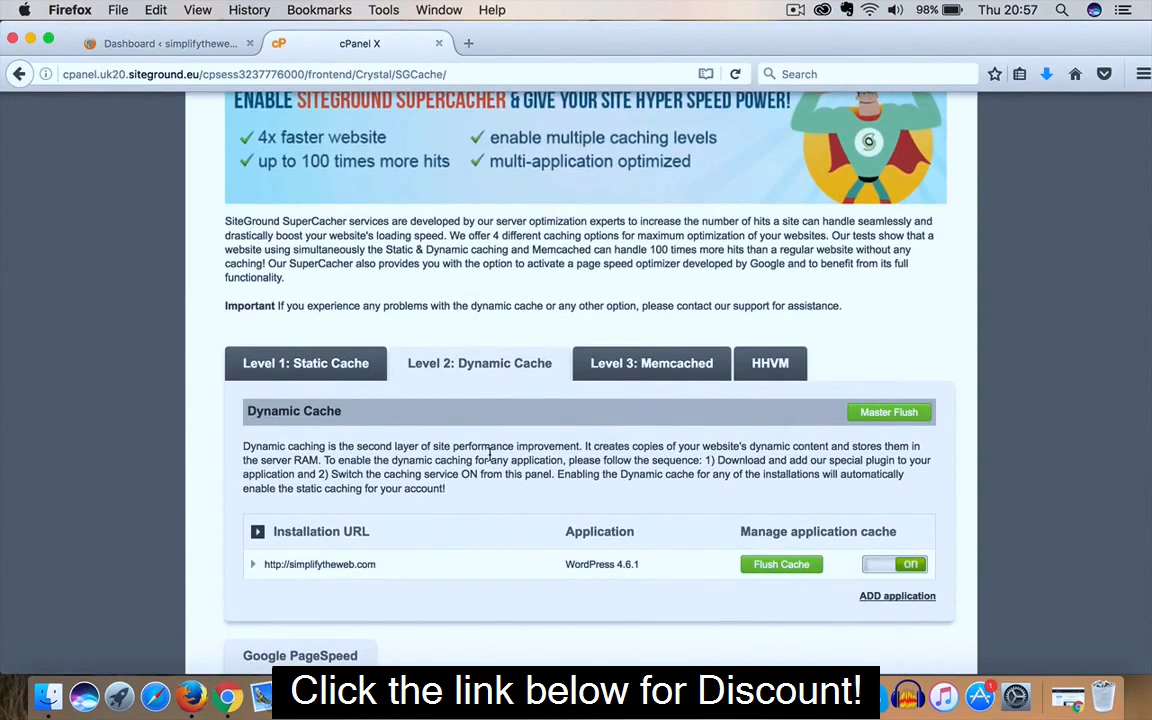 Firefox File Edit View History Bookmarks Tools Window Help 98% Thu 20:57
Dashboard ‹ simplifythewe...
cP cPanel X
cpanel.uk20.siteground.eu/cpsess3237776000/frontend/Crystal/SGCache/
Search
ENABLE SITEGROUND SUPERCACHER & GIVE YOUR SITE HYPER SPEED POWER!
4x faster website
enable multiple caching levels
up to 100 times more hits
multi-application optimized
SiteGround SuperCacher services are developed by our server optimization experts to increase the number of hits a site can handle seamlessly and
drastically boost your website's loading speed. We offer 4 different caching options for maximum optimization of your websites. Our tests show that a
website using simultaneously the Static & Dynamic caching and Memcached can handle 100 times more hits than a regular website without any
caching! Our SuperCacher also provides you with the option to activate a page speed optimizer developed by Google and to benefit from its full
functionality.
Important If you experience any problems with the dynamic cache or any other option, please contact our support for assistance.
Level 1: Static Cache
Level 2: Dynamic Cache
Level 3: Memcached
HHVM
Dynamic Cache
Master Flush
Dynamic caching is the second layer of site performance improvement. It creates copies of your website's dynamic content and stores them in
the server RAM. To enable the dynamic caching for any application, please follow the sequence: 1) Download and add our special plugin to your
application and 2) Switch the caching service ON from this panel. Enabling the Dynamic cache for any of the installations will automatically
enable the static caching for your account!
Installation URL
Application
Manage application cache
http://simplifytheweb.com
WordPress 4.6.1
Flush Cache
on
ADD application
Google PageSpeed
Click the link below for Discount!
1